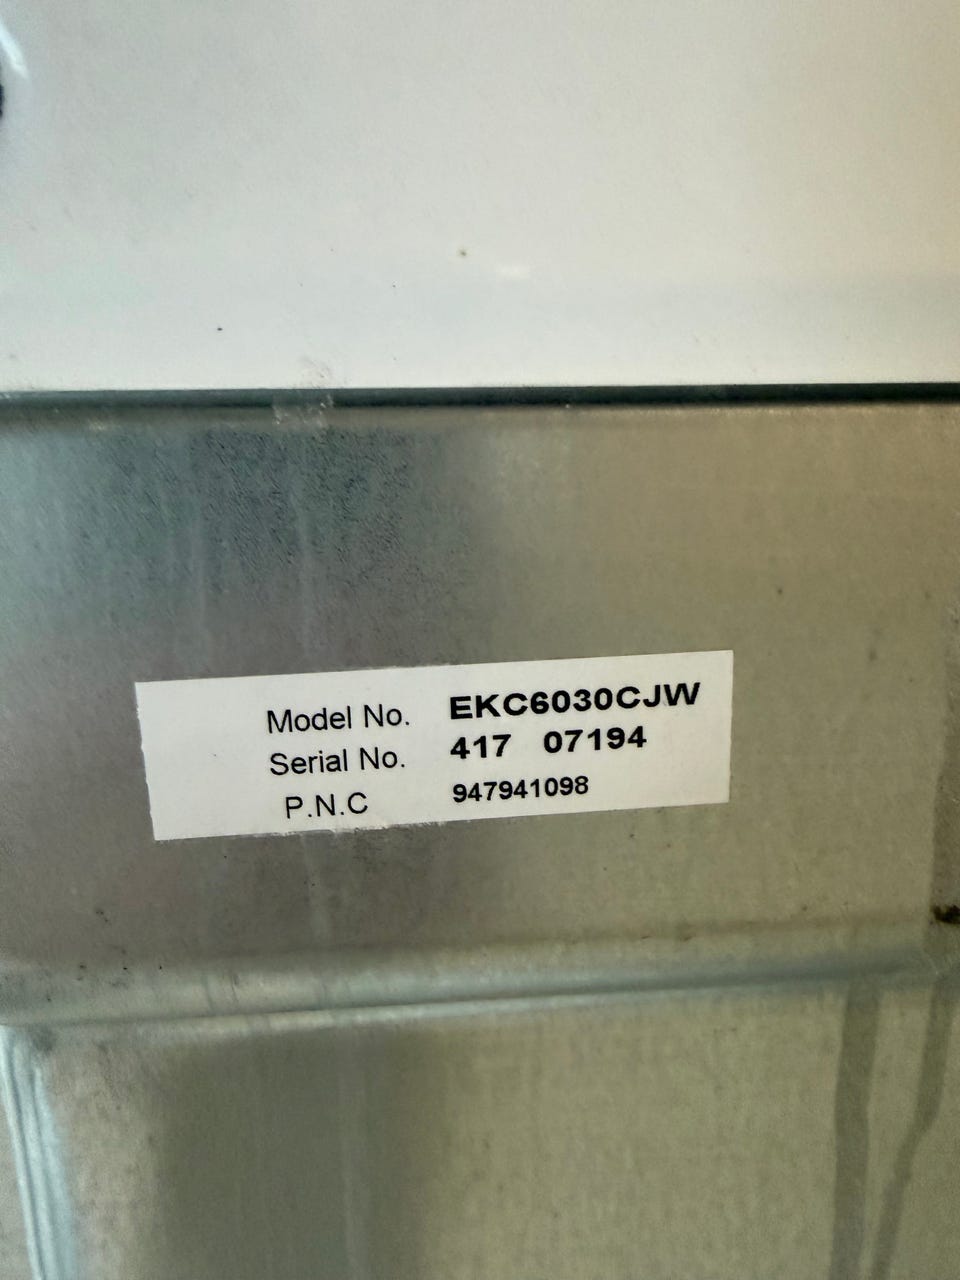 Model No. EKC6030CJW
Serial No. 417 07194
P.N.C 947941098